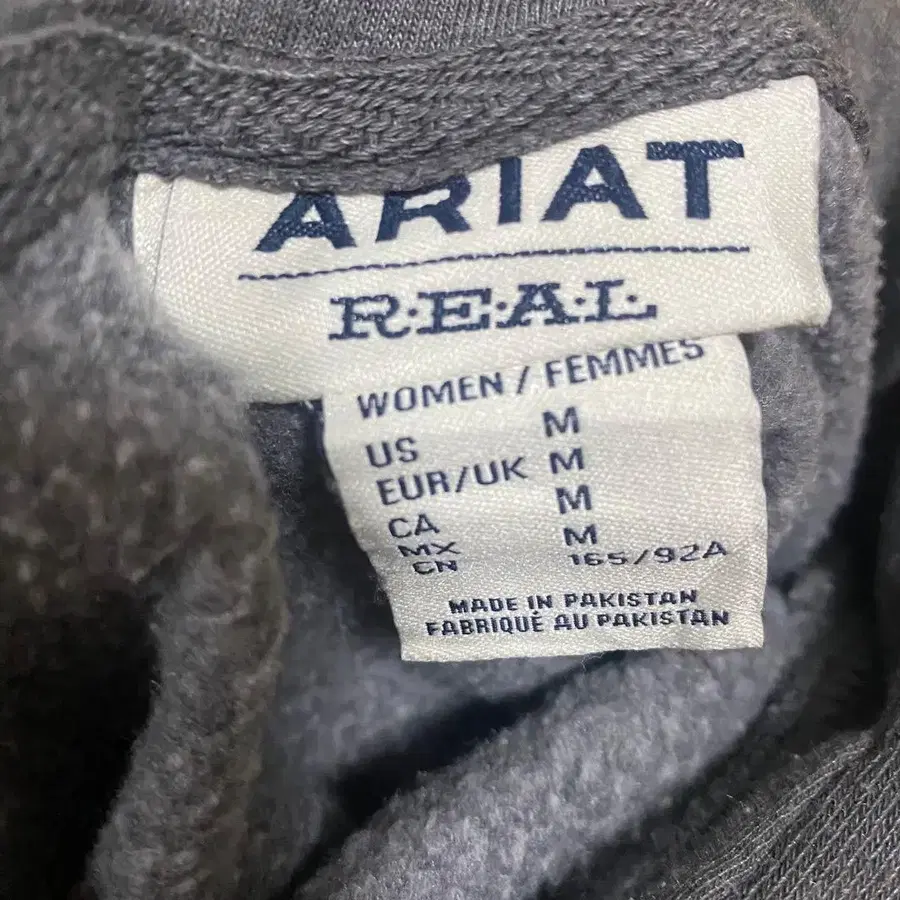 ARIAT
R·E·A·L
WOMEN / FEMMES
US M
EUR/UK M
CA M
MX M
CN 165/92A
MADE IN PAKISTAN
FABRIQUÉ AU PAKISTAN